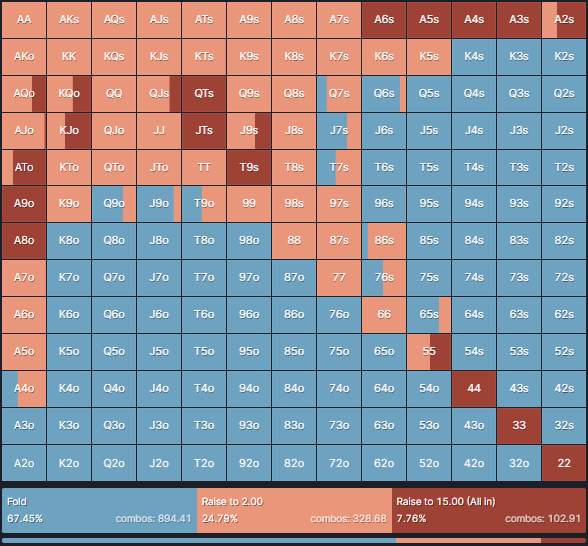 AA AKs AQs AJs ATs A9s A8s A7s A6s A5s A4s A3s A2s
AKo KK KQs KJs KTs K9s K8s K7s K6s K5s K4s K3s K2s
AQo KQo QQ QJs QTs Q9s Q8s Q7s Q6s Q5s Q4s Q3s Q2s
AJo KJo QJo JJ JTs J9s J8s J7s J6s J5s J4s J3s J2s
ATo KTo QTo JTo TT T9s T8s T7s T6s T5s T4s T3s T2s
A9o K9o Q9o J9o T9o 99 98s 97s 96s 95s 94s 93s 92s
A8o K8o Q8o J8o T8o 98o 88 87s 86s 85s 84s 83s 82s
A7o K7o Q7o J7o T7o 97o 87o 77 76s 75s 74s 73s 72s
A6o K6o Q6o J6o T6o 96o 86o 76o 66 65s 64s 63s 62s
A5o K5o Q5o J5o T5o 95o 85o 75o 65o 55 54s 53s 52s
A4o K4o Q4o J4o T4o 94o 84o 74o 64o 54o 44 43s 42s
A3o K3o Q3o J3o T3o 93o 83o 73o 63o 53o 43o 33 32s
A2o K2o Q2o J2o T2o 92o 82o 72o 62o 52o 42o 32o 22
Fold Raise to 2.00 Raise to 15.00 (All in)
67.45% combos: 894.41 24.79% combos: 328.68 7.76% combos: 102.91